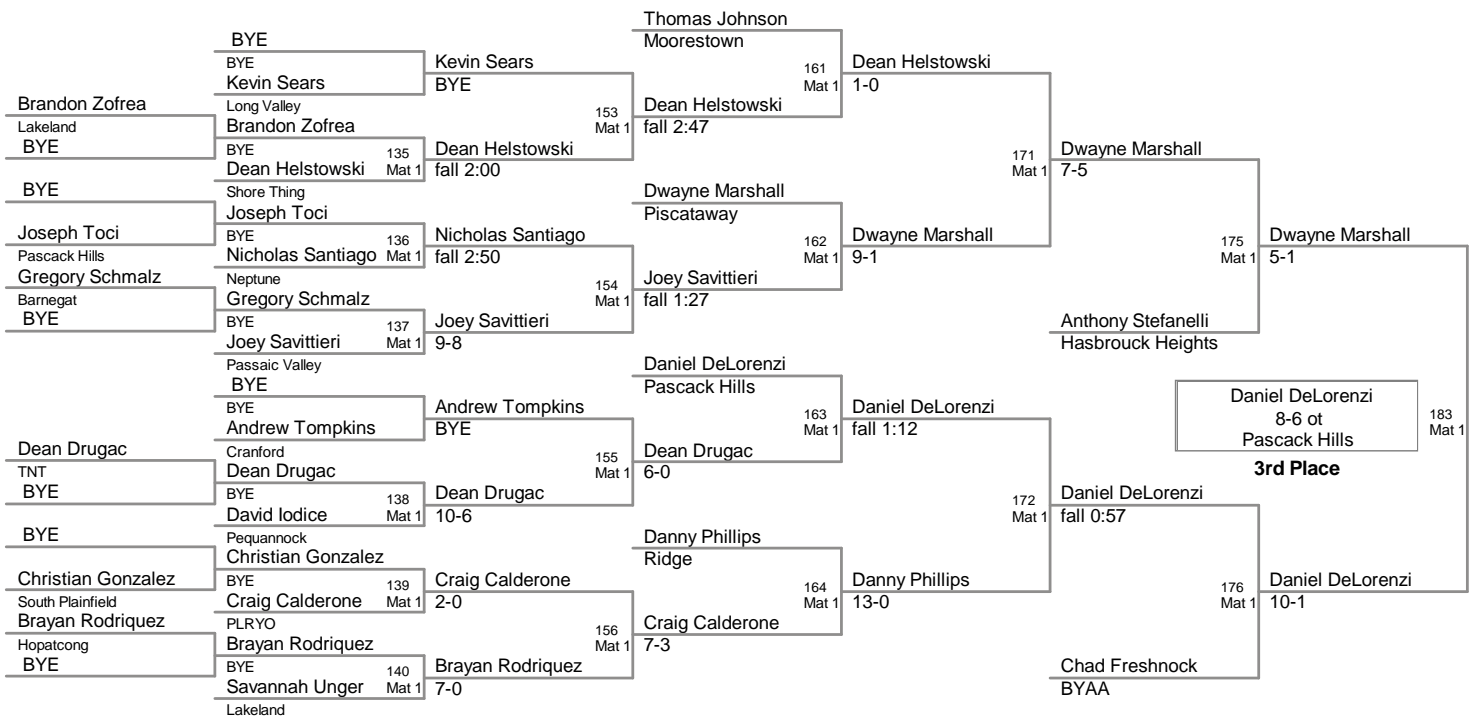 Brandon Zofrea
Lakeland
BYE
BYE
Joseph Toci
Pascack Hills
Gregory Schmalz
Barnegat
BYE
Dean Drugac
TNT
BYE
BYE
Christian Gonzalez
South Plainfield
Brayan Rodriquez
Hopatcong
BYE
BYE
BYE
Kevin Sears
Long Valley
Brandon Zofrea
BYE
135
Dean Helstowski
Mat 1
Shore Thing
Joseph Toci
BYE
136
Nicholas Santiago
Mat 1
Neptune
Gregory Schmalz
BYE
137
Joey Savittieri
Mat 1
Passaic Valley
BYE
BYE
Andrew Tompkins
Cranford
Dean Drugac
BYE
138
David Iodice
Mat 1
Pequannock
Christian Gonzalez
BYE
139
Craig Calderone
Mat 1
PLRYO
Brayan Rodriquez
BYE
140
Savannah Unger
Mat 1
Lakeland
Kevin Sears
BYE
153
Mat 1
Dean Helstowski
fall 2:00
Nicholas Santiago
fall 2:50
154
Mat 1
Joey Savittieri
9-8
Andrew Tompkins
BYE
155
Mat 1
Dean Drugac
10-6
Craig Calderone
2-0
156
Mat 1
Brayan Rodriquez
7-0
Thomas Johnson
Moorestown
161
Mat 1
Dean Helstowski
fall 2:47
Dwayne Marshall
Piscataway
162
Mat 1
Joey Savittieri
fall 1:27
Daniel DeLorenzi
Pascack Hills
163
Mat 1
Dean Drugac
6-0
Danny Phillips
Ridge
164
Mat 1
Craig Calderone
7-3
Dean Helstowski
1-0
171
Mat 1
Dwayne Marshall
9-1
Daniel DeLorenzi
fall 1:12
172
Mat 1
Danny Phillips
13-0
Dwayne Marshall
7-5
175
Mat 1
Anthony Stefanelli
Hasbrouck Heights
Daniel DeLorenzi
fall 0:57
176
Mat 1
Chad Freshnock
BYAA
Dwayne Marshall
5-1
Daniel DeLorenzi
8-6 ot
Pascack Hills
183
Mat 1
3rd Place
Daniel DeLorenzi
10-1